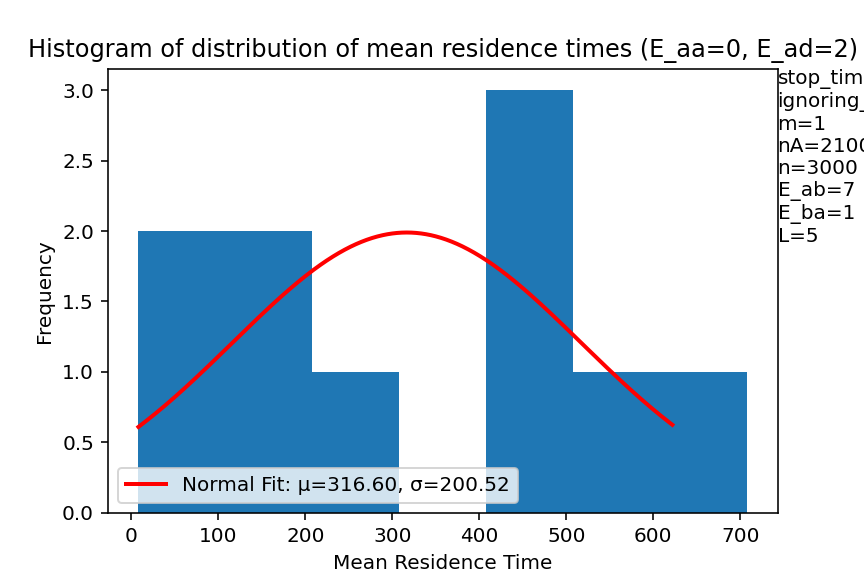 Histogram of distribution of mean residence times (E_aa=0, E_ad=2)
3.0
2.5
2.0
1.5
1.0
0.5
0.0
Frequency
0 100 200 300 400 500 600 700
Mean Residence Time
Normal Fit: μ=316.60, σ=200.52
stop_tim
ignoring_
m=1
nA=2100
n=3000
E_ab=7
E_ba=1
L=5